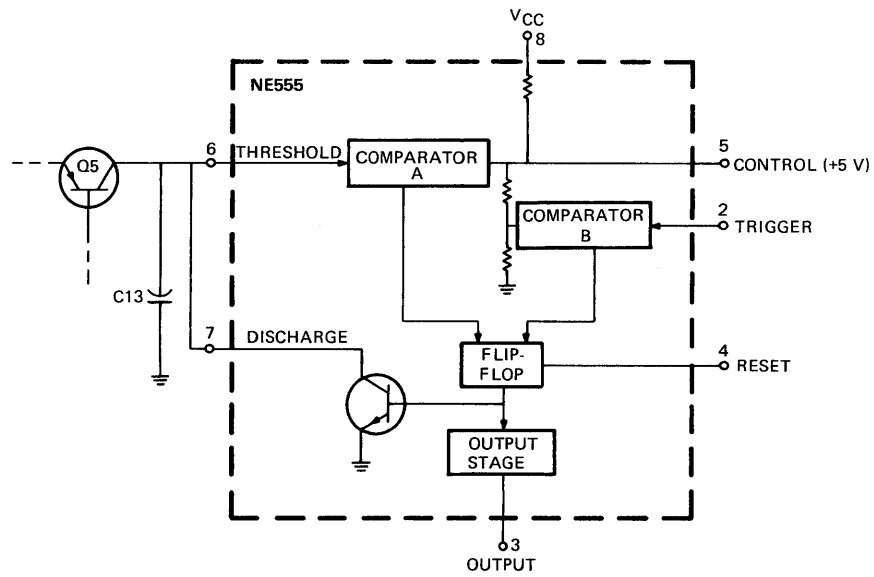 VCC
8
NE555
6
THRESHOLD
COMPARATOR
A
5
CONTROL (+5 V)
Q5
COMPARATOR
B
2
TRIGGER
C13
7
DISCHARGE
FLIP-
FLOP
4
RESET
OUTPUT
STAGE
3
OUTPUT